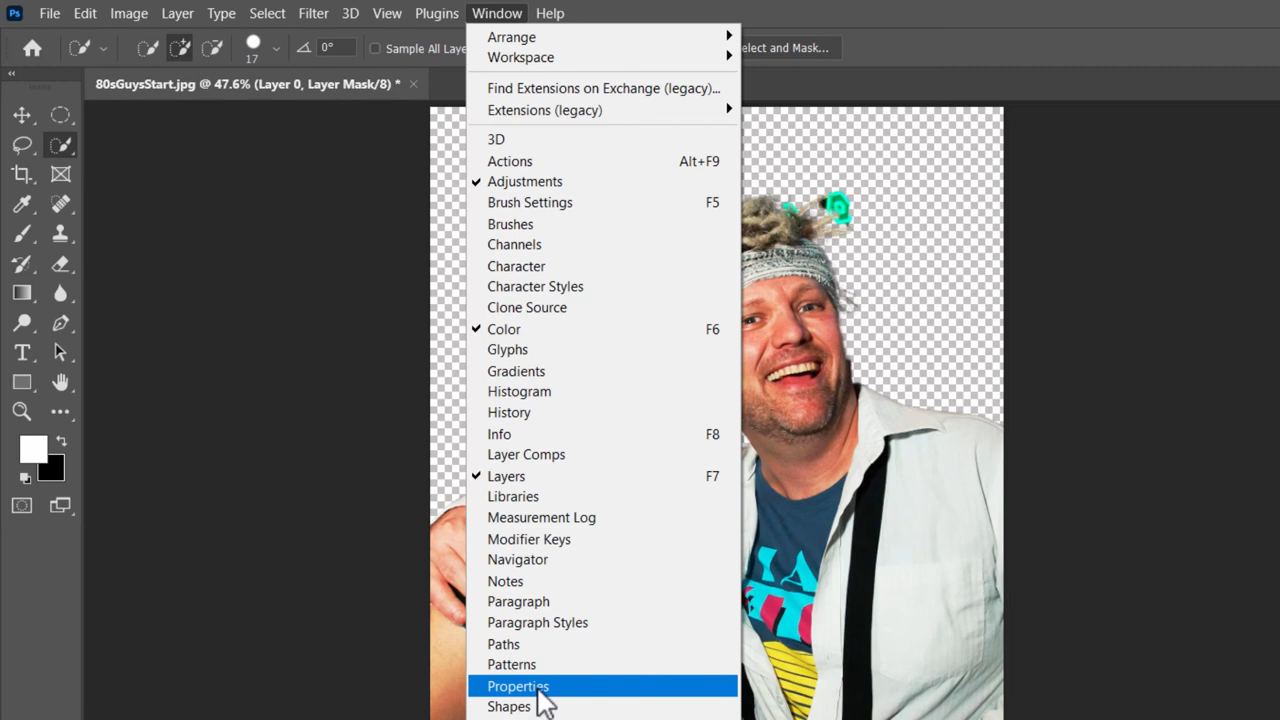 Ps File Edit Image Layer Type Select Filter 3D View Plugins Window Help
17 0° Sample All Laye elect and Mask...
80sGuysStart.jpg @ 47.6% (Layer 0, Layer Mask/8) *
Arrange
Workspace
Find Extensions on Exchange (legacy)...
Extensions (legacy)
3D
Actions Alt+F9
Adjustments
Brush Settings F5
Brushes
Channels
Character
Character Styles
Clone Source
Color F6
Glyphs
Gradients
Histogram
History
Info F8
Layer Comps
Layers F7
Libraries
Measurement Log
Modifier Keys
Navigator
Notes
Paragraph
Paragraph Styles
Paths
Patterns
Properties
Shapes